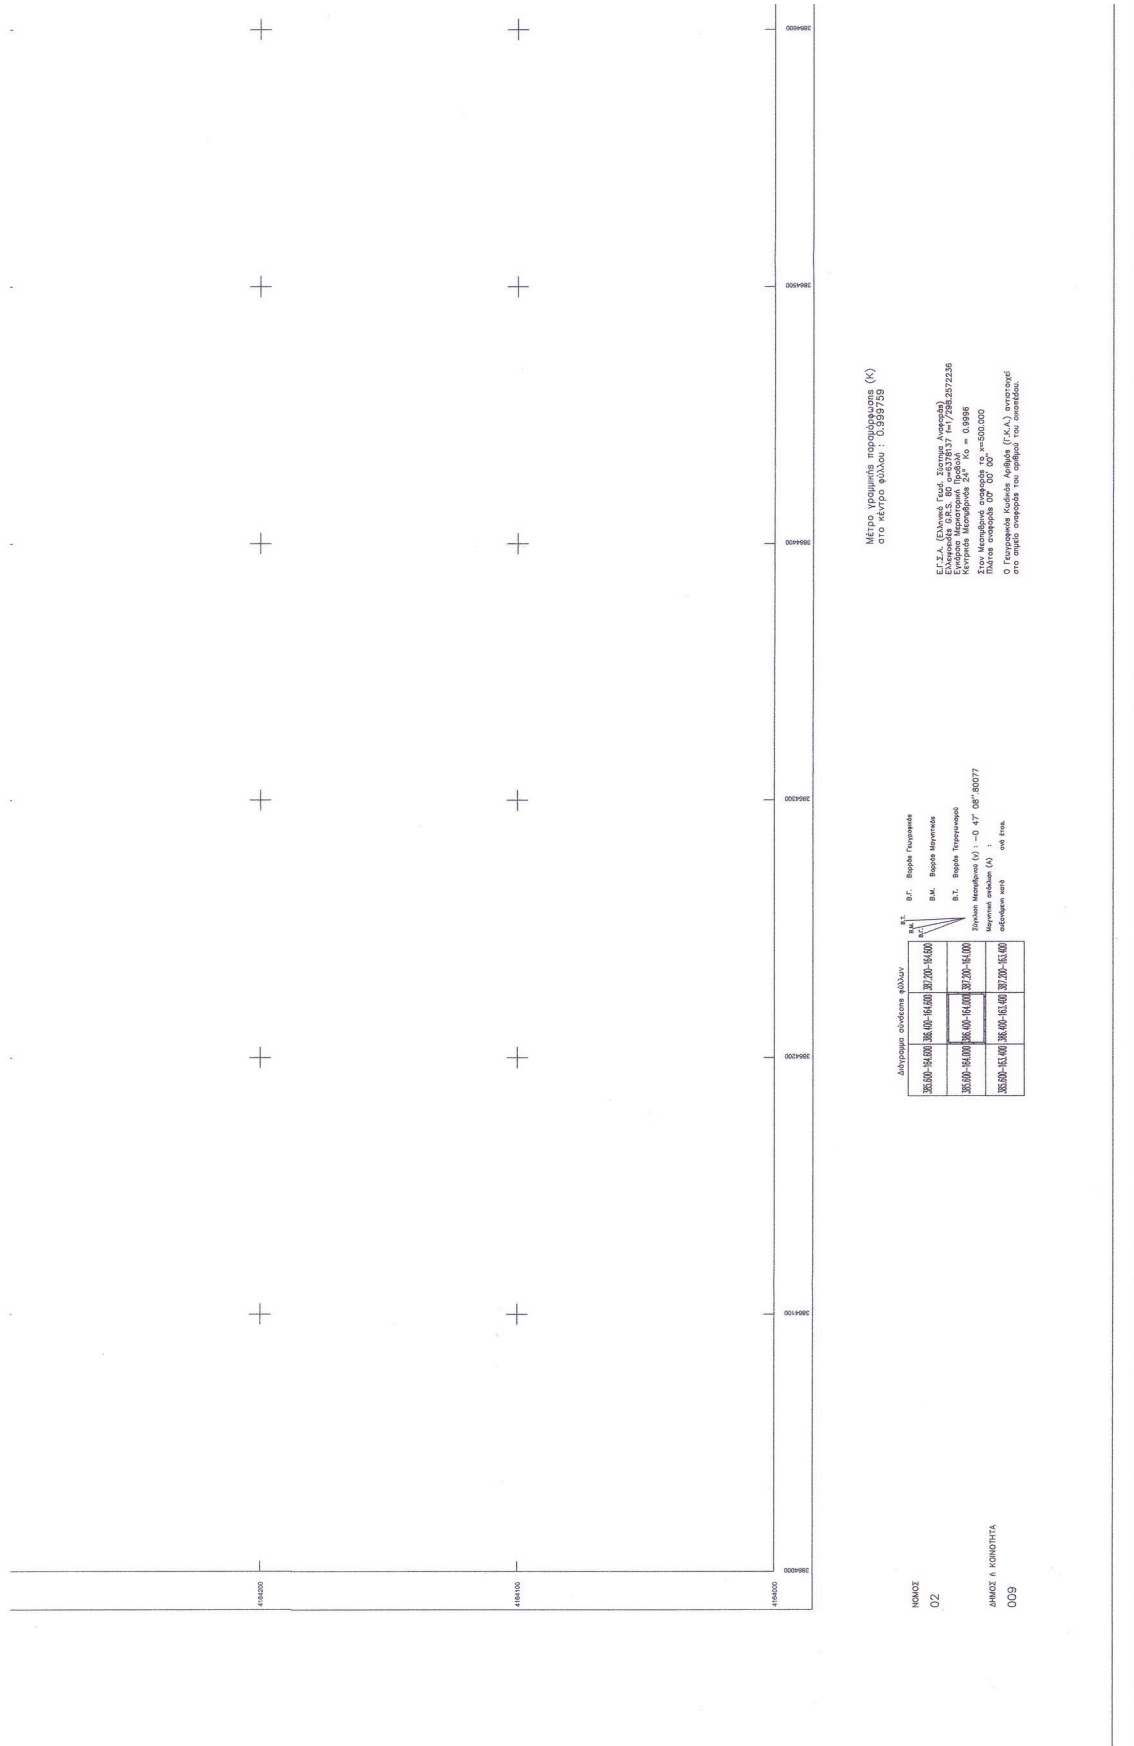 4164200
4164100
4164000
3864000
3864100
3864200
3864300
3864400
3864500
3864600
ΝΟΜΟΣ
02
ΔΗΜΟΣ ή ΚΟΙΝΟΤΗΤΑ
009
Διάγραμμα σύνδεσης φύλλων
385.600-164.600 386.400-164.600 387.200-164.600
385.600-164.000 386.400-164.000 387.200-164.000
385.600-163.400 386.400-163.400 387.200-163.400
Β.Τ.
Β.Μ.
Β.Γ.
Β.Γ. Βορράς Γεωγραφικός
Β.Μ. Βορράς Μαγνητικός
Β.Τ. Βορράς Τετραγωνισμού
Σύγκλιση Μεσημβρινού (γ) : -0 47' 08".80077
Μαγνητική απόκλιση (Α) :
αυξανόμενη κατά ανά έτος.
Μέτρο γραμμικής παραμόρφωσης (Κ)
στο κέντρο φύλλου : 0.999759
Ε.Γ.Σ.Α. (Ελληνικό Γεωδ. Σύστημα Αναφοράς)
Ελλειψοειδές G.R.S. 80 α=6378137 f=1/298.2572236
Εγκάρσια Μερκατορική Προβολή
Κεντρικός Μεσημβρινός 24° Κο = 0.9996
Στον Μεσημβρινό αναφοράς το x=500.000
Πλάτος αναφοράς 00° 00' 00"
Ο Γεωγραφικός Κωδικός Αριθμός (Γ.Κ.Α.) αντιστοιχεί
στο σημείο αναφοράς του αριθμού του οικοπέδου.